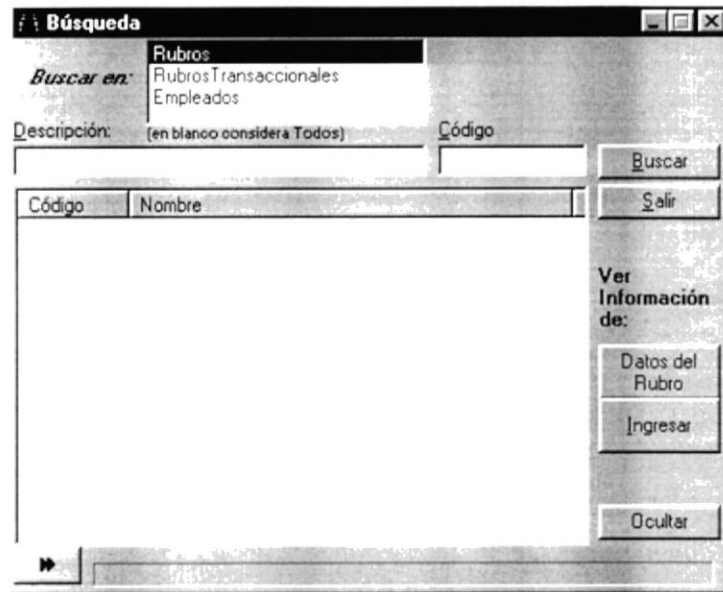 Búsqueda
Buscar en:
Rubros
RubrosTransaccionales
Empleados
Descripción: (en blanco considera Todos) Código
Buscar
Código Nombre
Salir
Ver
Información
de:
Datos del
Rubro
Ingresar
Ocultar